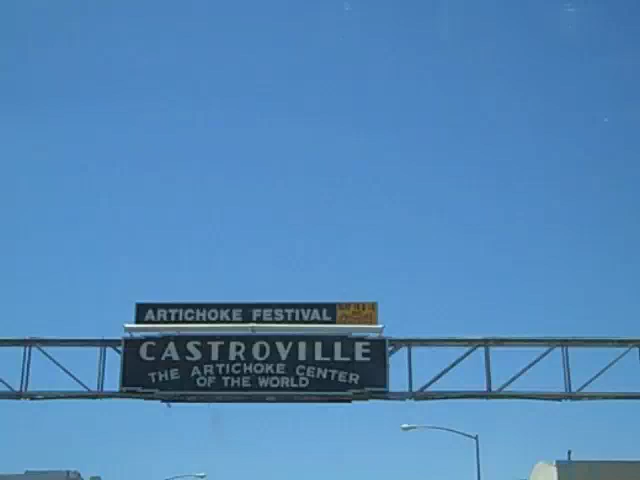 ARTICHOKE FESTIVAL
CASTROVILLE
THE ARTICHOKE CENTER
OF THE WORLD